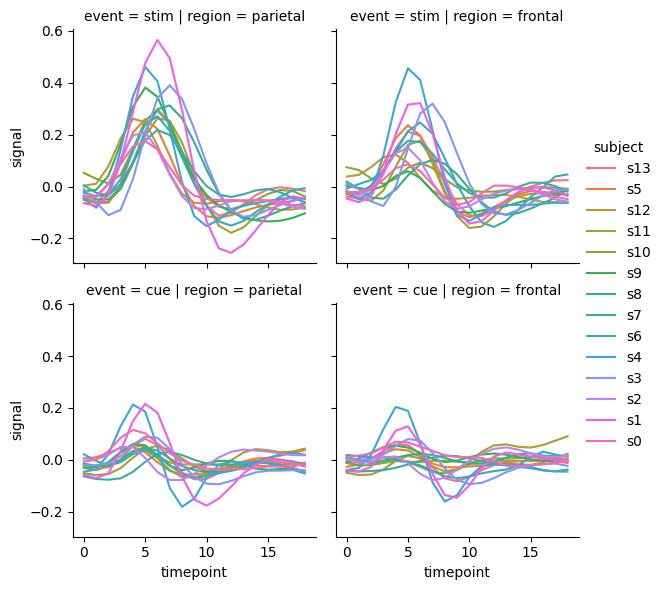 event = stim | region = parietal
event = stim | region = frontal
signal
0.6
0.4
0.2
0.0
−0.2
event = cue | region = parietal
event = cue | region = frontal
signal
0.6
0.4
0.2
0.0
−0.2
0
5
10
15
timepoint
0
5
10
15
timepoint
subject
s13
s5
s12
s11
s10
s9
s8
s7
s6
s4
s3
s2
s1
s0